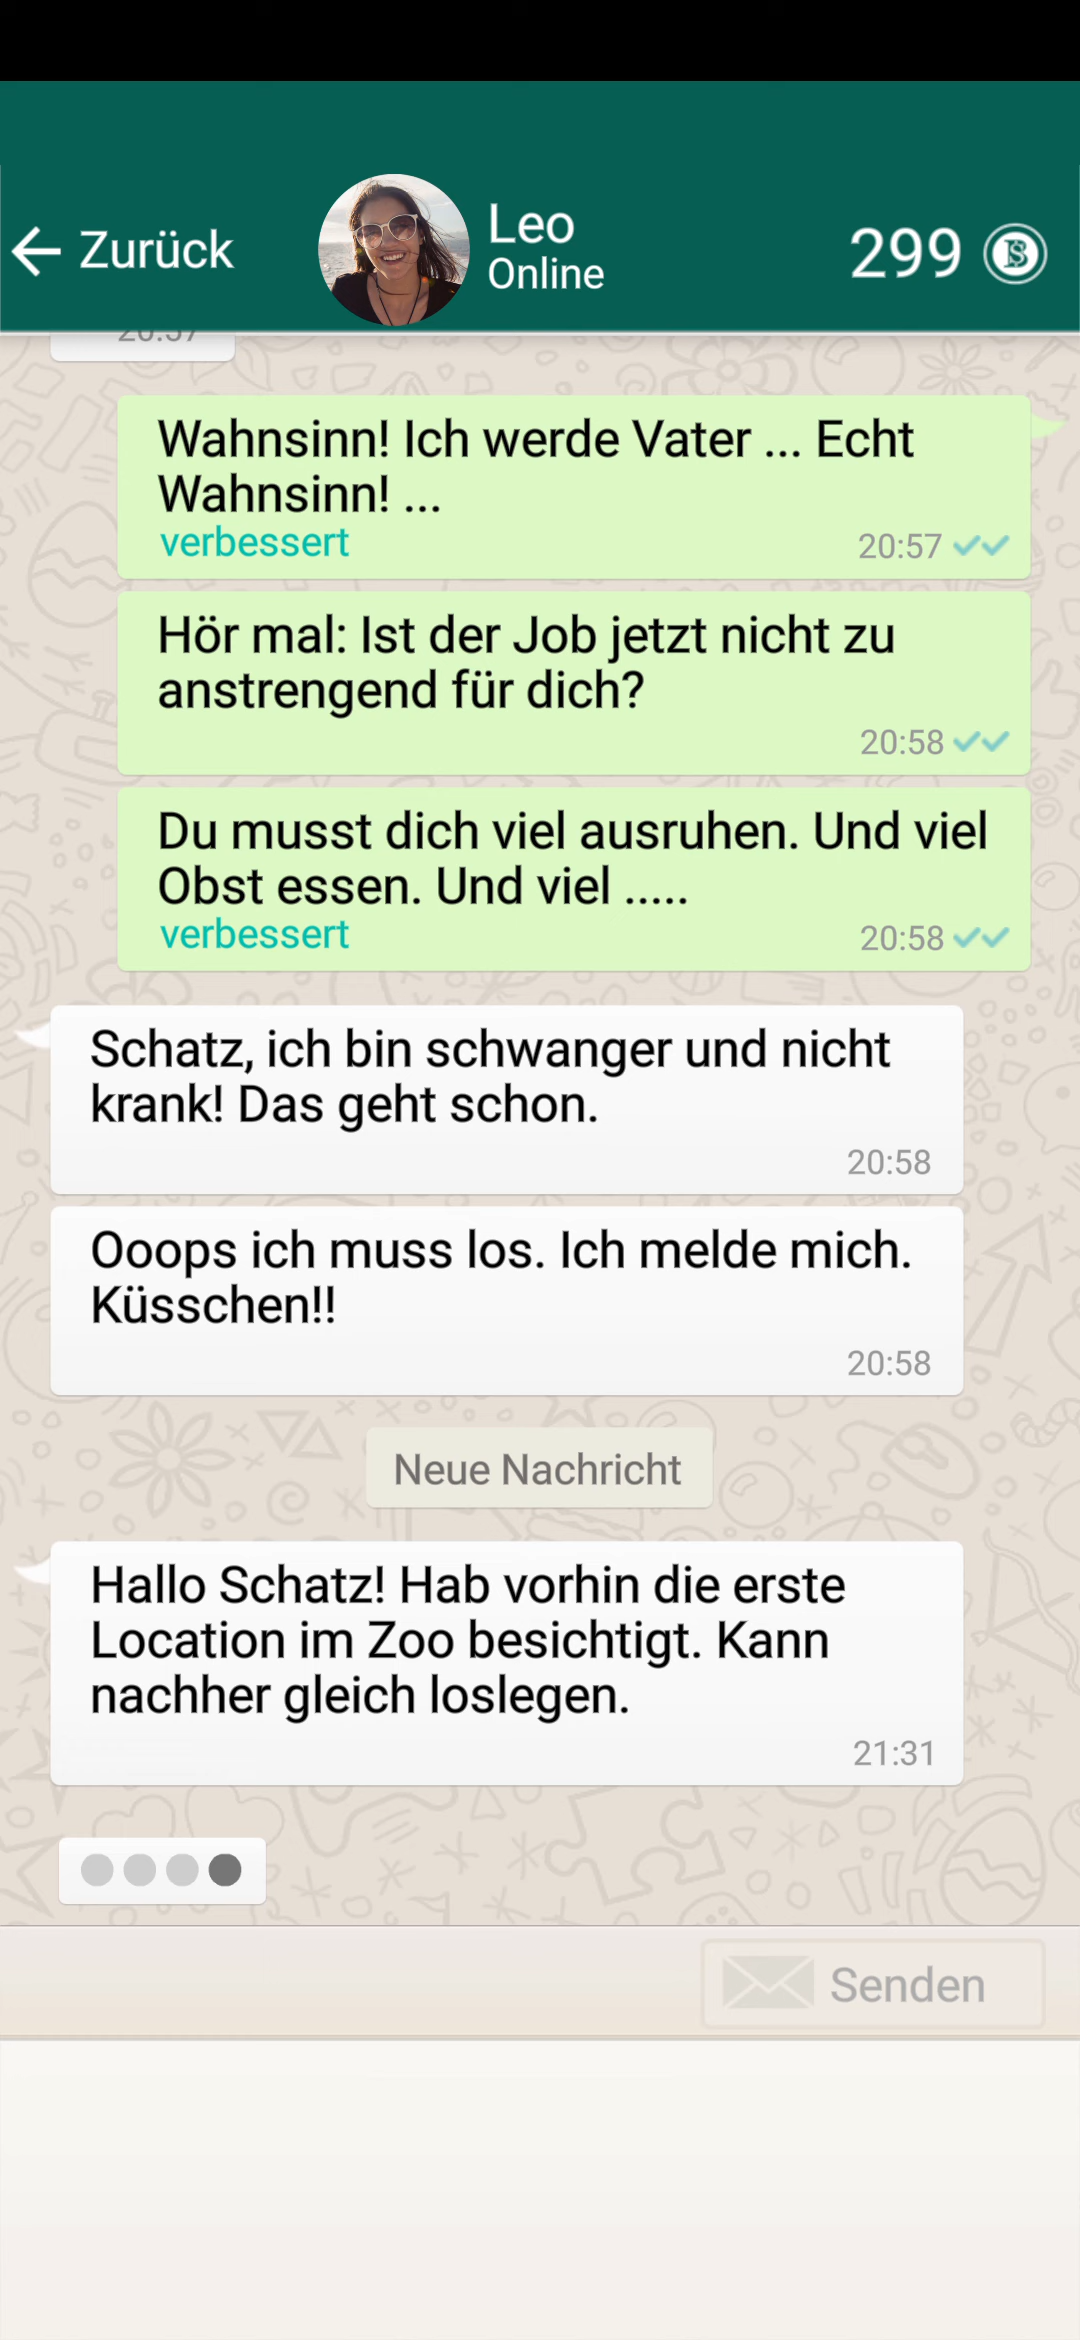 Zurück
Leo
Online
299
20:57
Wahnsinn! Ich werde Vater ... Echt
Wahnsinn! ...
verbessert
20:57
Hör mal: Ist der Job jetzt nicht zu
anstrengend für dich?
20:58
Du musst dich viel ausruhen. Und viel
Obst essen. Und viel .....
verbessert
20:58
Schatz, ich bin schwanger und nicht
krank! Das geht schon.
20:58
Ooops ich muss los. Ich melde mich.
Küsschen!!
20:58
Neue Nachricht
Hallo Schatz! Hab vorhin die erste
Location im Zoo besichtigt. Kann
nachher gleich loslegen.
21:31
Senden